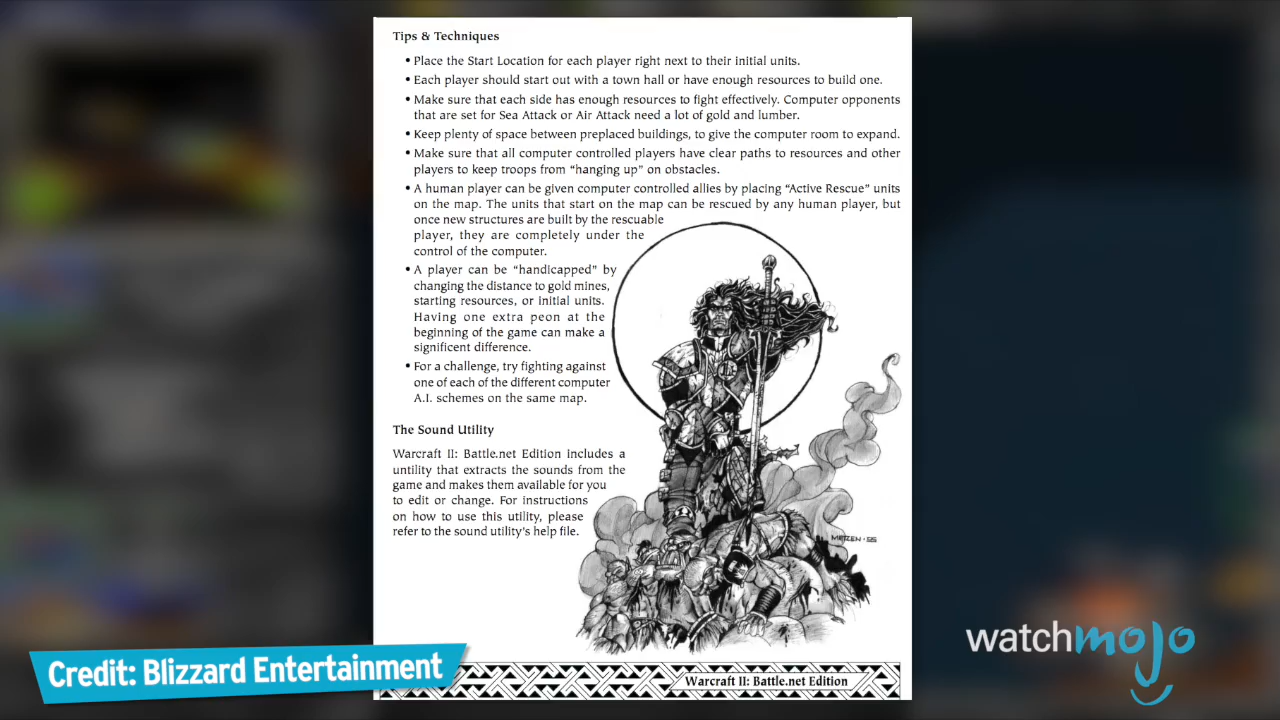 Tips & Techniques
• Place the Start Location for each player right next to their initial units.
• Each player should start out with a town hall or have enough resources to build one.
• Make sure that each side has enough resources to fight effectively. Computer opponents
that are set for Sea Attack or Air Attack need a lot of gold and lumber.
• Keep plenty of space between preplaced buildings, to give the computer room to expand.
• Make sure that all computer controlled players have clear paths to resources and other
players to keep troops from “hanging up” on obstacles.
• A human player can be given computer controlled allies by placing “Active Rescue” units
on the map. The units that start on the map can be rescued by any human player, but
once new structures are built by the rescuable
player, they are completely under the
control of the computer.
• A player can be “handicapped” by
changing the distance to gold mines,
starting resources, or initial units.
Having one extra peon at the
beginning of the game can make a
significant difference.
• For a challenge, try fighting against
one of each of the different computer
A.I. schemes on the same map.
The Sound Utility
Warcraft II: Battle.net Edition includes a
untility that extracts the sounds from the
game and makes them available for you
to edit or change. For instructions
on how to use this utility, please
refer to the sound utility's help file.
METZEN • 95
Warcraft II: Battle.net Edition
Credit: Blizzard Entertainment
watchmojo